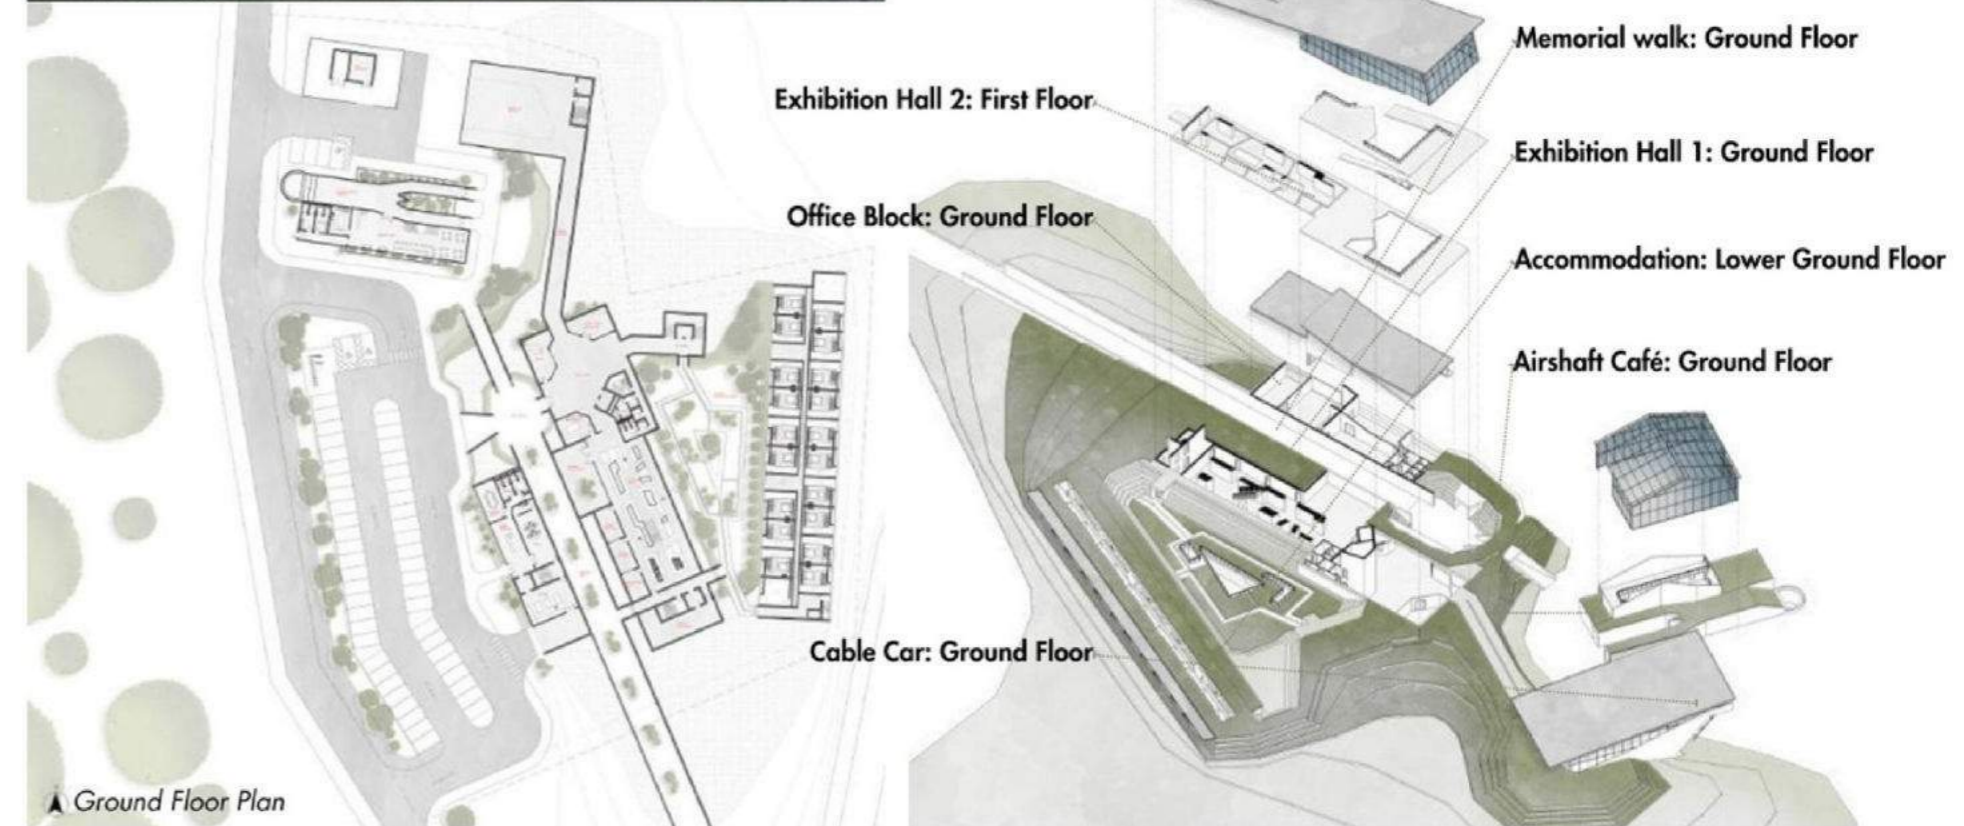 Memorial walk: Ground Floor
Exhibition Hall 2: First Floor
Exhibition Hall 1: Ground Floor
Office Block: Ground Floor
Accommodation: Lower Ground Floor
Airshaft Café: Ground Floor
Cable Car: Ground Floor
Ground Floor Plan